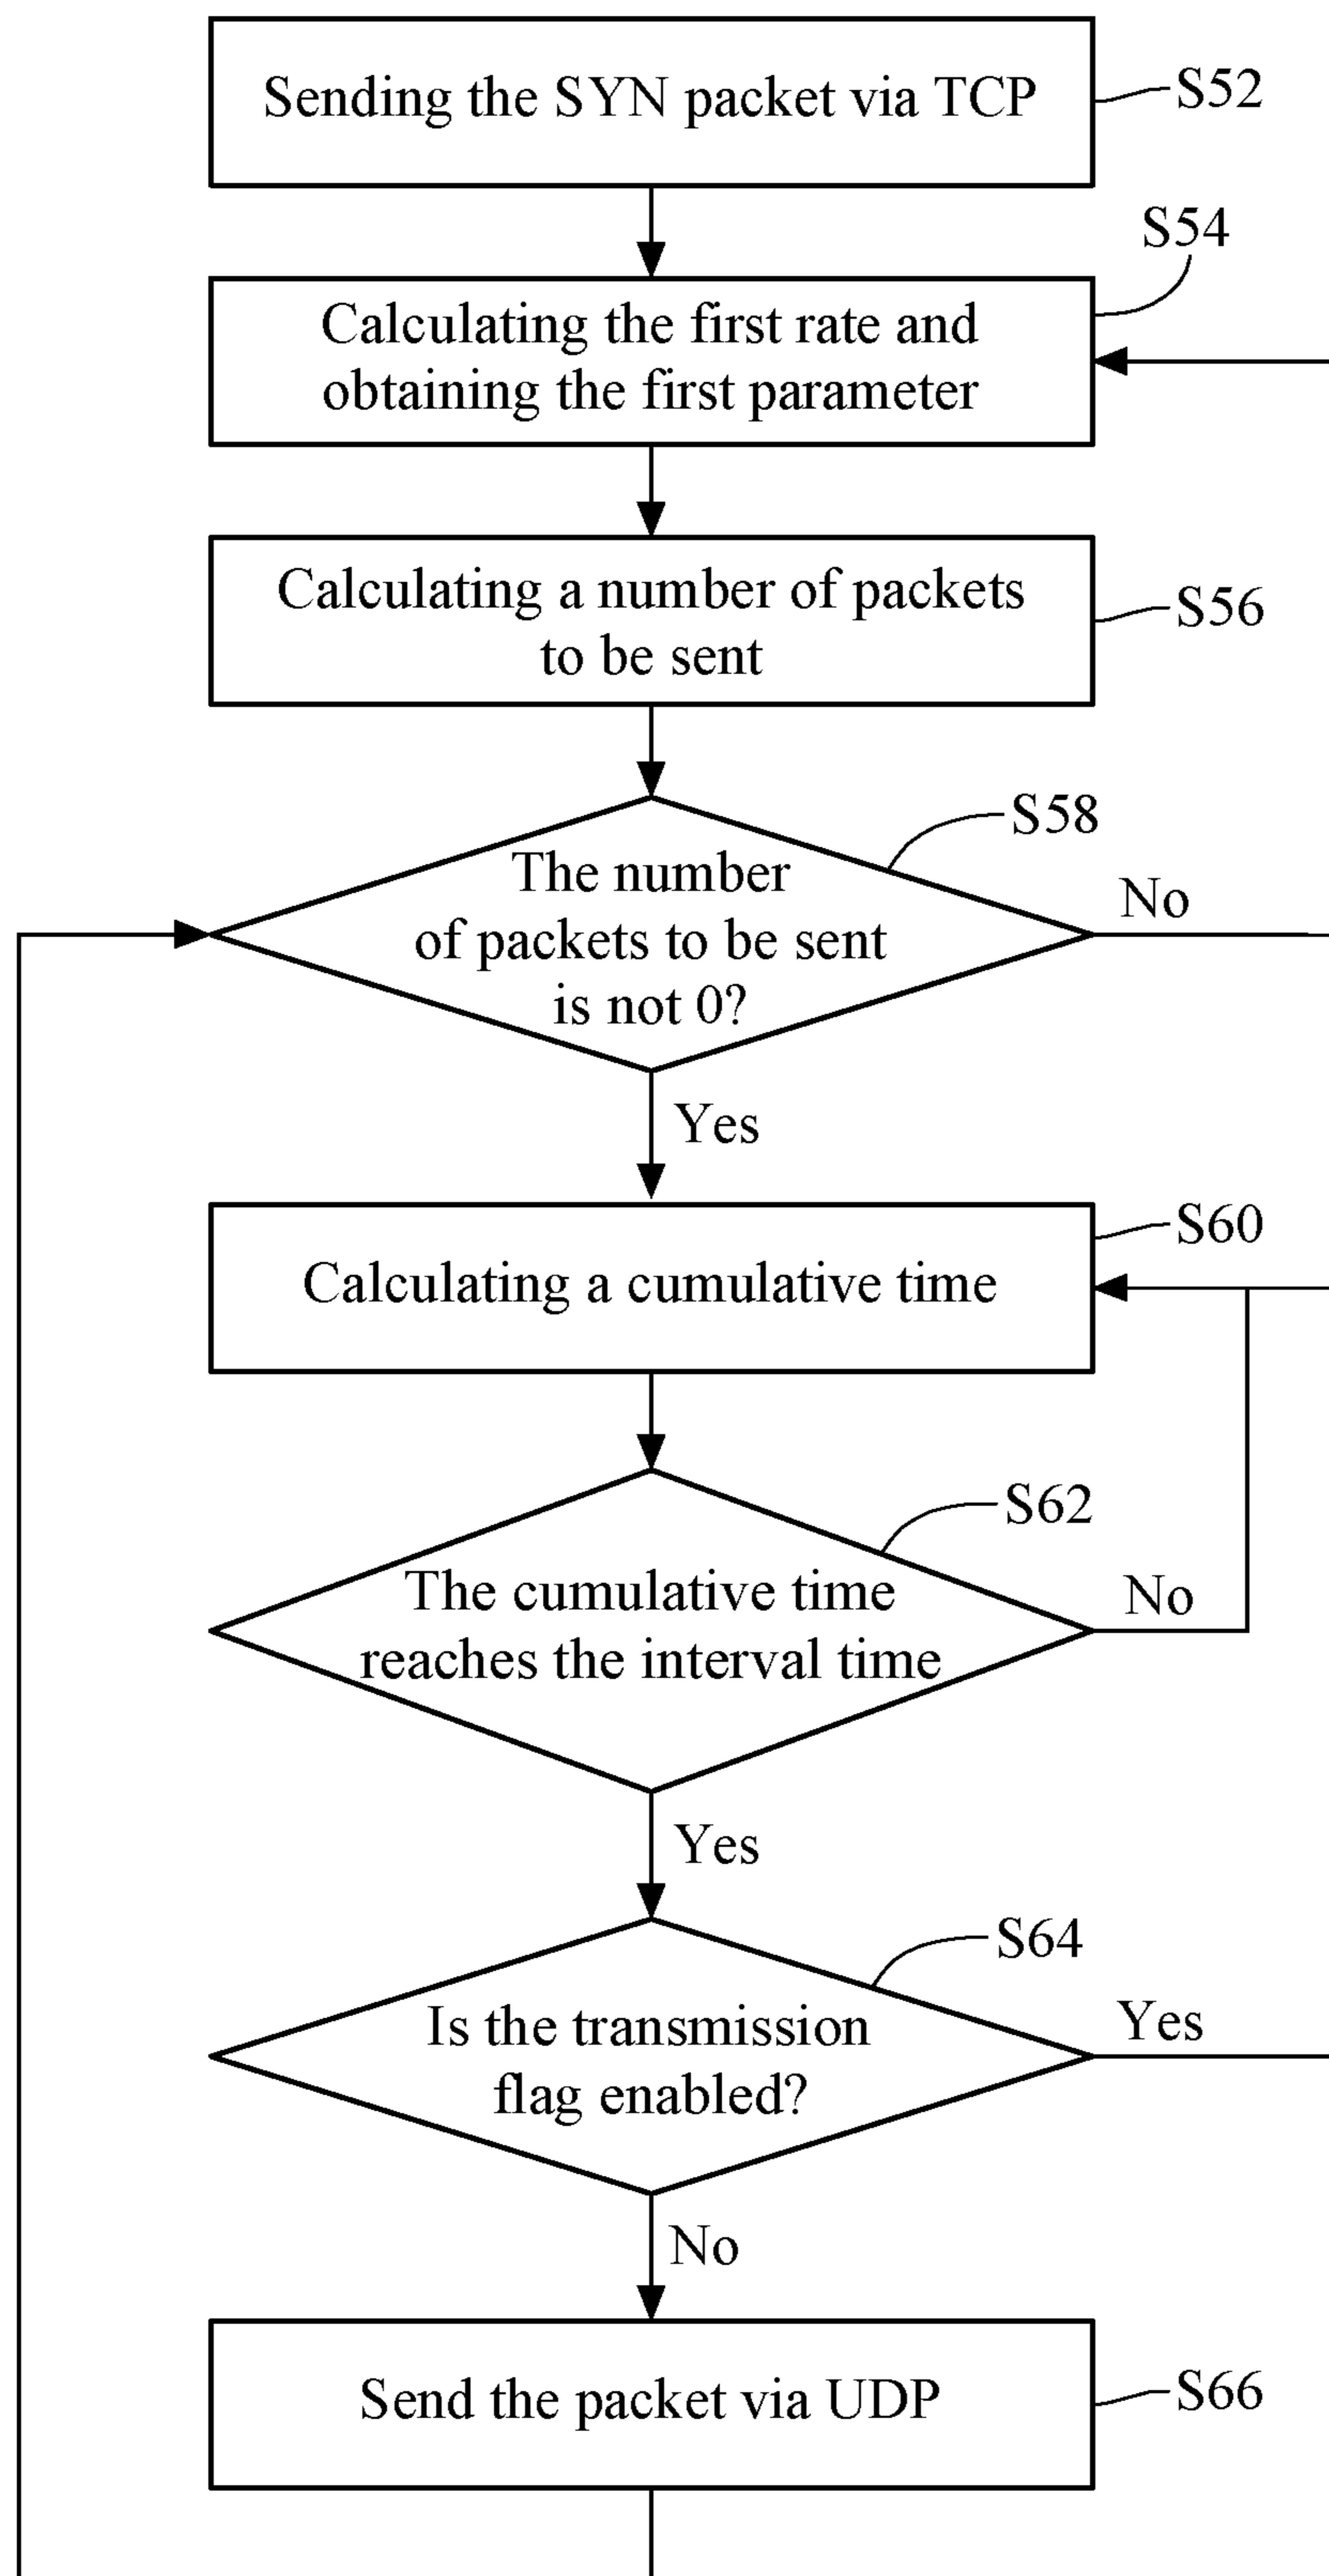 Sending the SYN packet via TCP
S52
S54
Calculating the first rate and
obtaining the first parameter
Calculating a number of packets
to be sent
S56
S58
The number
of packets to be sent
is not 0?
No
Yes
S60
Calculating a cumulative time
S62
The cumulative time
reaches the interval time
No
Yes
S64
Is the transmission
flag enabled?
Yes
No
Send the packet via UDP
S66